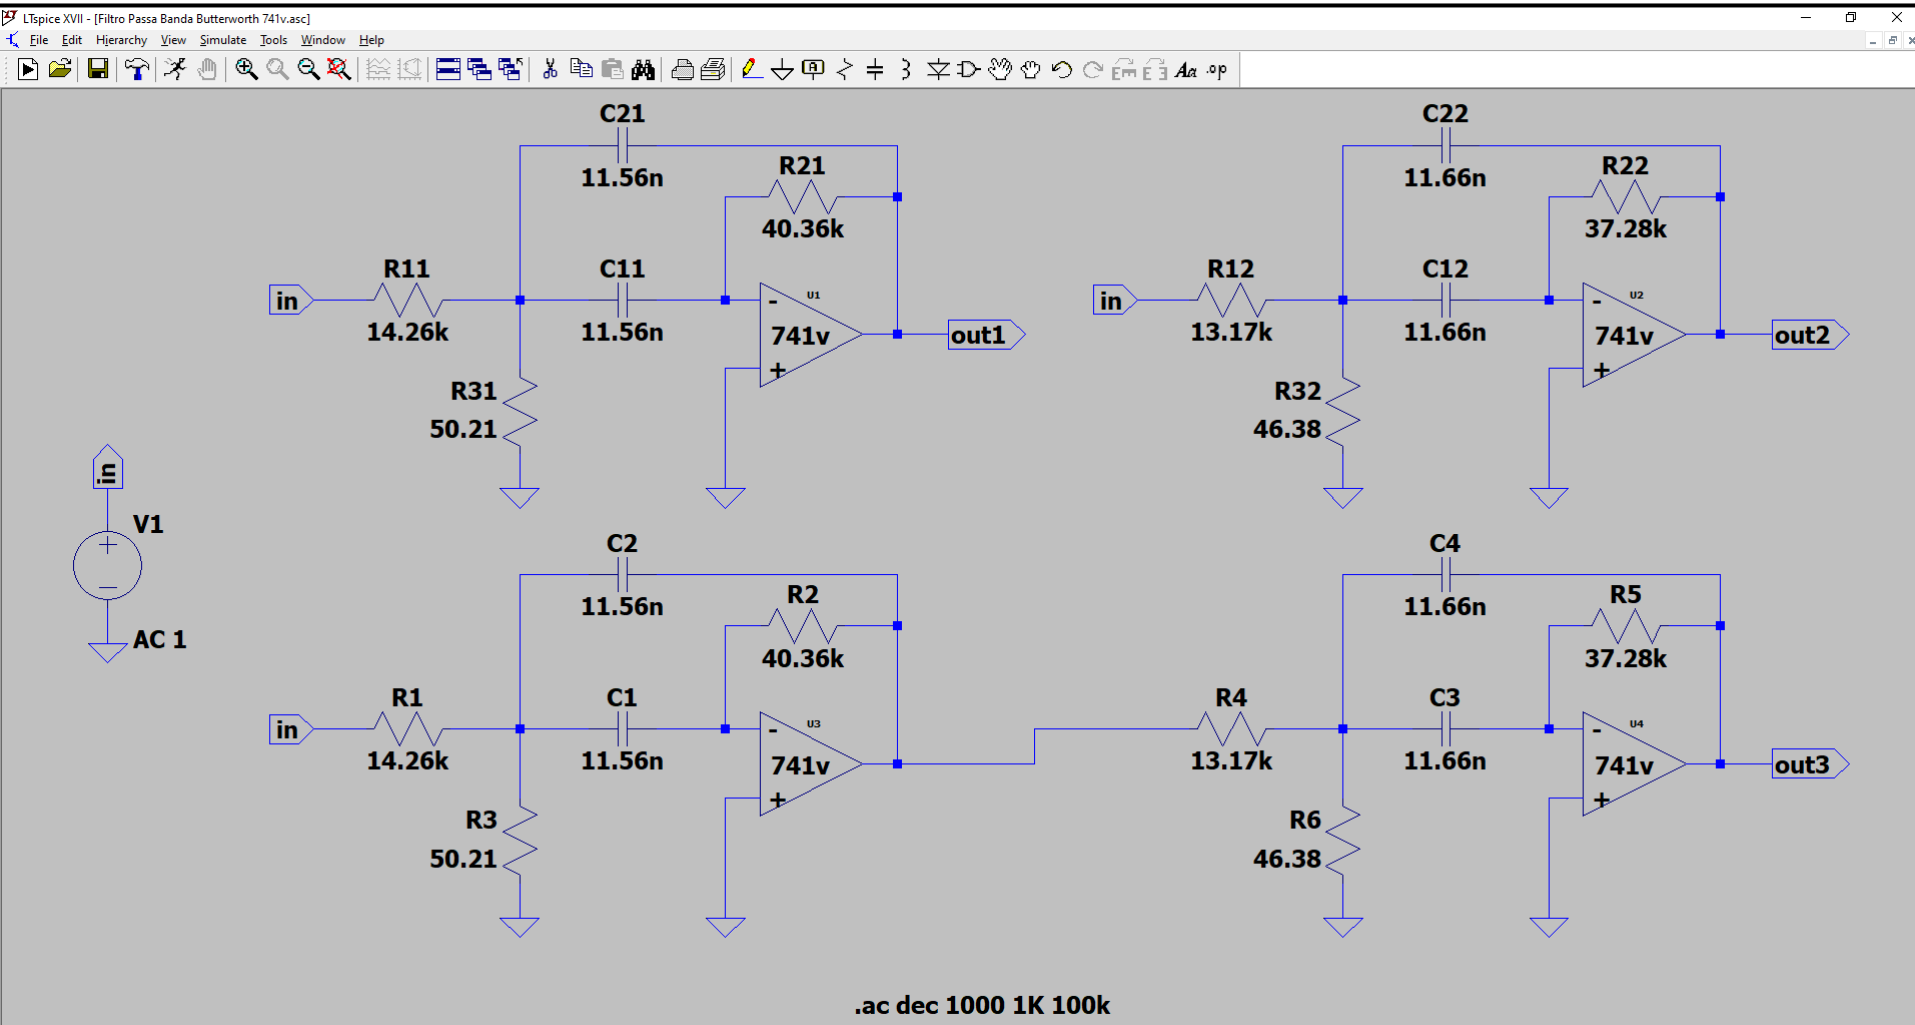 LTspice XVII - [Filtro Passa Banda Butterworth 741v.asc]
File Edit Hierarchy View Simulate Tools Window Help
Aa .op
C21
11.56n
R21
40.36k
R11
14.26k
C11
11.56n
in
U1
-
741v
+
out1
R31
50.21
C22
11.66n
R22
37.28k
R12
13.17k
C12
11.66n
in
U2
-
741v
+
out2
R32
46.38
in
V1
AC 1
C2
11.56n
R2
40.36k
R1
14.26k
C1
11.56n
in
U3
-
741v
+
R3
50.21
C4
11.66n
R5
37.28k
R4
13.17k
C3
11.66n
U4
-
741v
+
out3
R6
46.38
.ac dec 1000 1K 100k